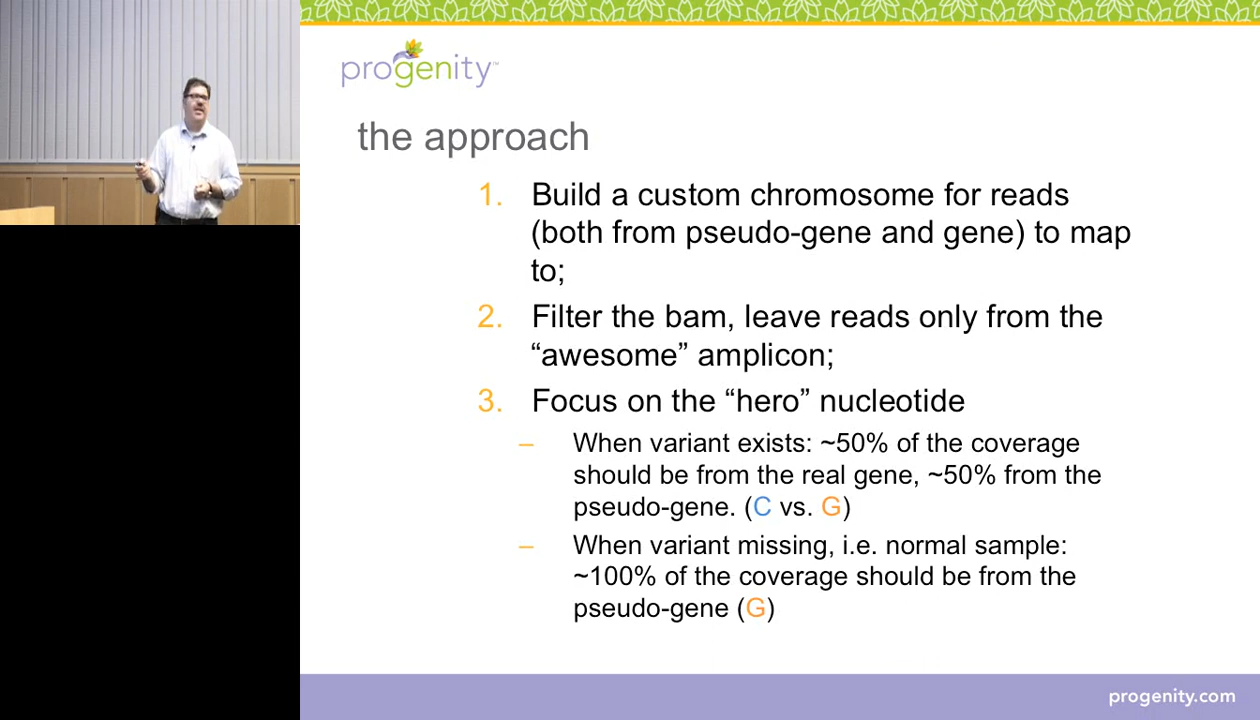 progenity™
the approach
1. Build a custom chromosome for reads
(both from pseudo-gene and gene) to map
to;
2. Filter the bam, leave reads only from the
“awesome” amplicon;
3. Focus on the “hero” nucleotide
– When variant exists: ~50% of the coverage
should be from the real gene, ~50% from the
pseudo-gene. (C vs. G)
– When variant missing, i.e. normal sample:
~100% of the coverage should be from the
pseudo-gene (G)
progenity.com